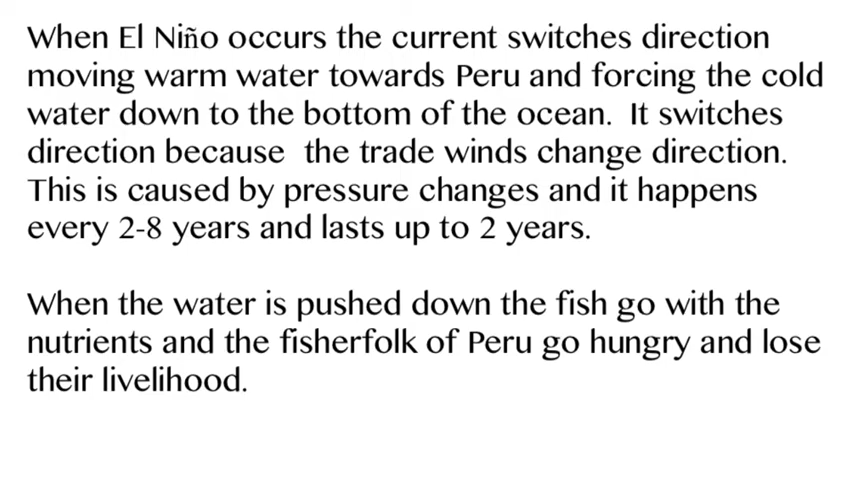 When El Niño occurs the current switches direction
moving warm water towards Peru and forcing the cold
water down to the bottom of the ocean.  It switches
direction because  the trade winds change direction.
This is caused by pressure changes and it happens
every 2-8 years and lasts up to 2 years.
When the water is pushed down the fish go with the
nutrients and the fisherfolk of Peru go hungry and lose
their livelihood.